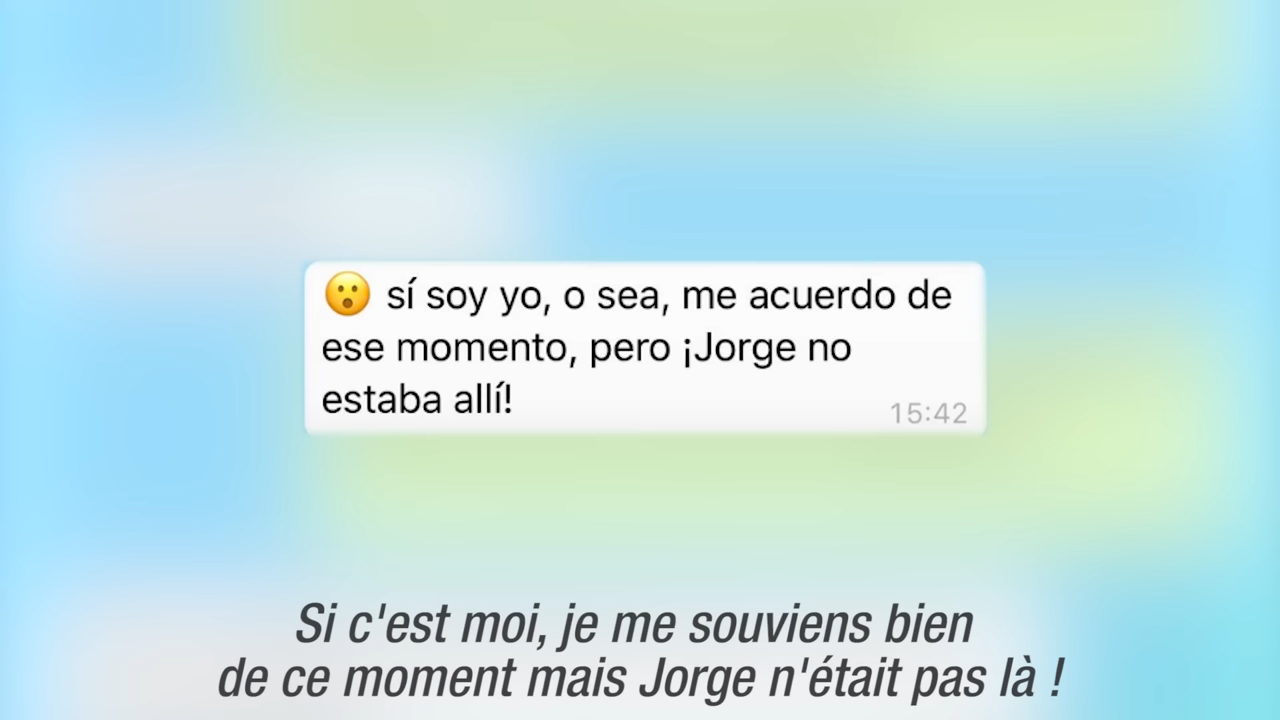 😮 sí soy yo, o sea, me acuerdo de
ese momento, pero ¡Jorge no
estaba allí!
15:42
Si c'est moi, je me souviens bien
de ce moment mais Jorge n'était pas là !